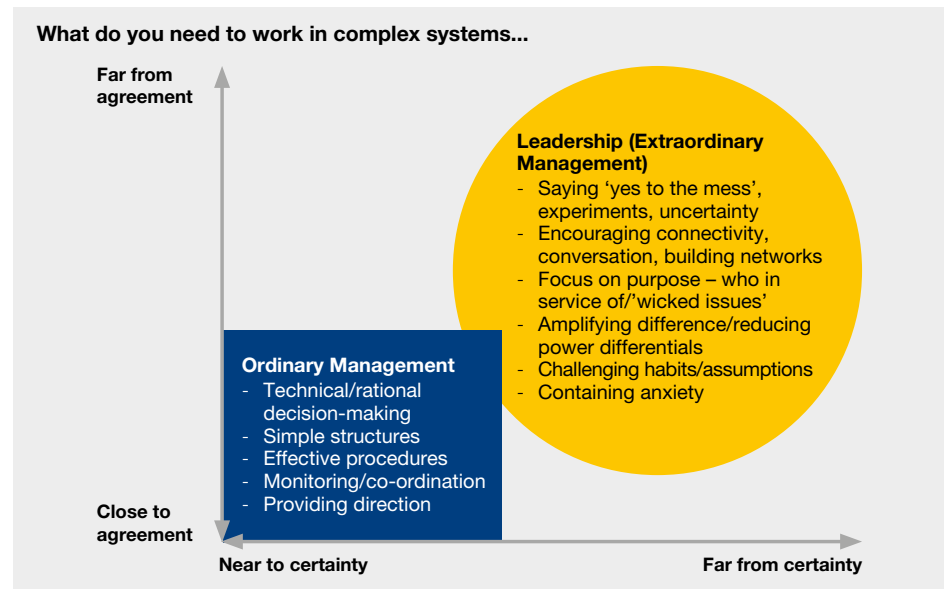 What do you need to work in complex systems...
Far from
agreement
Leadership (Extraordinary
Management)
- Saying ‘yes to the mess’,
experiments, uncertainty
- Encouraging connectivity,
conversation, building networks
- Focus on purpose – who in
service of/’wicked issues’
- Amplifying difference/reducing
power differentials
- Challenging habits/assumptions
- Containing anxiety
Ordinary Management
- Technical/rational
decision-making
- Simple structures
- Effective procedures
- Monitoring/co-ordination
- Providing direction
Close to
agreement
Near to certainty
Far from certainty